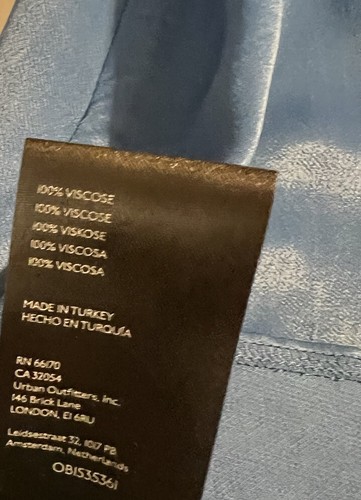 100% VISCOSE
100% VISCOSE
100% VISKOSE
100% VISCOSA
100% VISCOSA
MADE IN TURKEY
HECHO EN TURQUÍA
RN 66170
CA 32054
Urban Outfitters, Inc.
146 Brick Lane
LONDON, E1 6RU
Leidsestraat 32, 1017 PB
Amsterdam, Netherlands
OB1535361